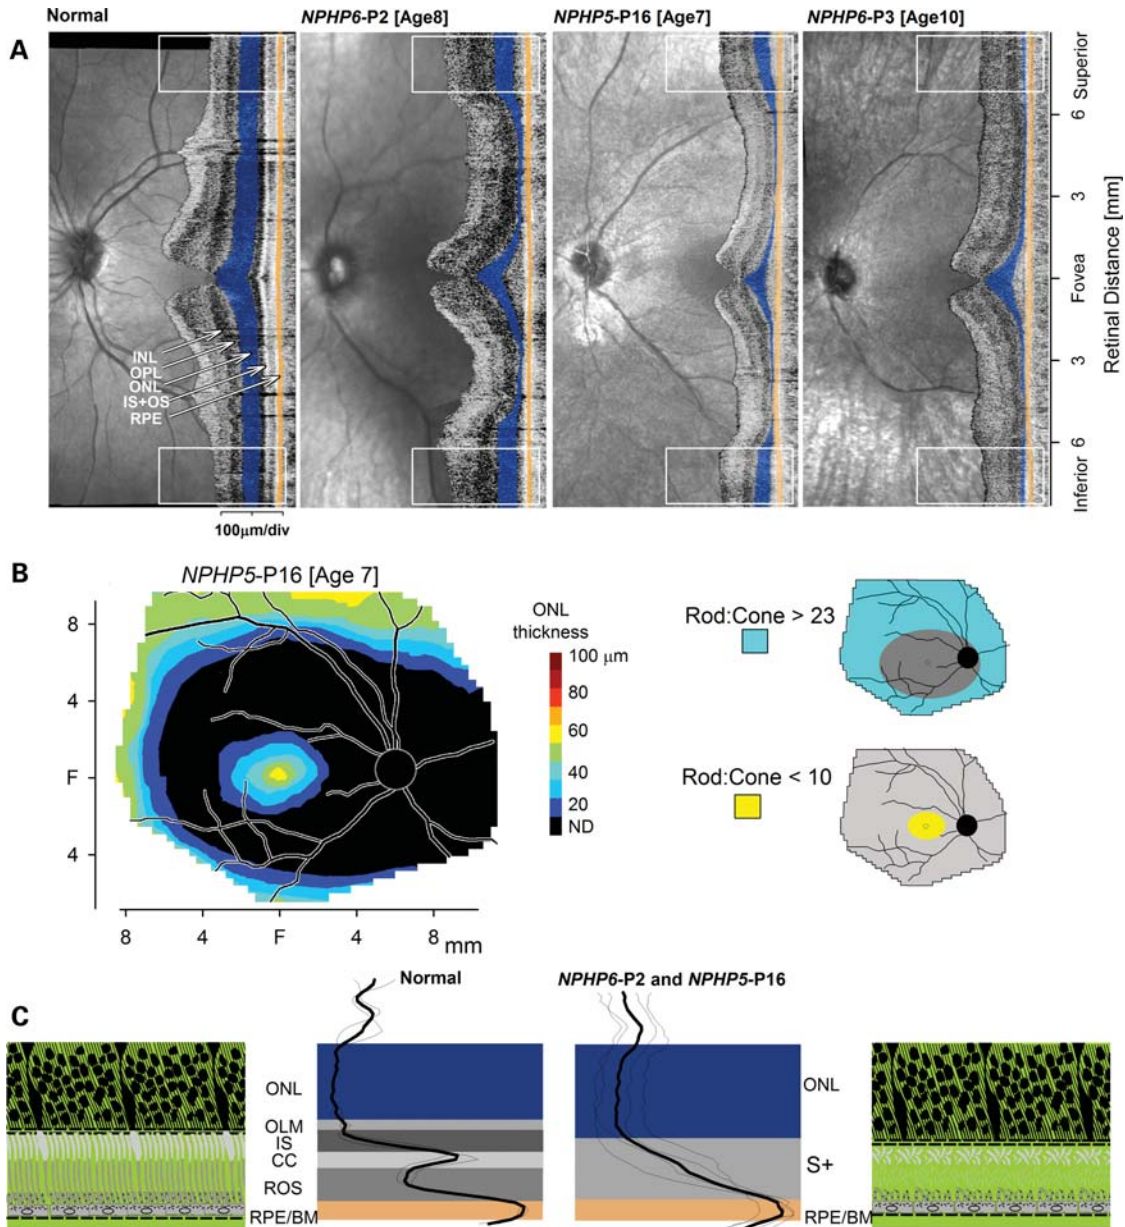 Normal
NPHP6-P2 [Age8]
NPHP5-P16 [Age7]
NPHP6-P3 [Age10]
A
INL
OPL
ONL
IS+OS
RPE
100µm/div
Superior
6
3
Fovea
3
6
Inferior
Retinal Distance [mm]
B
NPHP5-P16 [Age 7]
8
4
F
4
8 4 F 4 8 mm
ONL
thickness
100 µm
80
60
40
20
ND
Rod:Cone > 23
Rod:Cone < 10
C
Normal
NPHP6-P2 and NPHP5-P16
ONL
OLM
IS
CC
ROS
RPE/BM
ONL
S+
RPE/BM